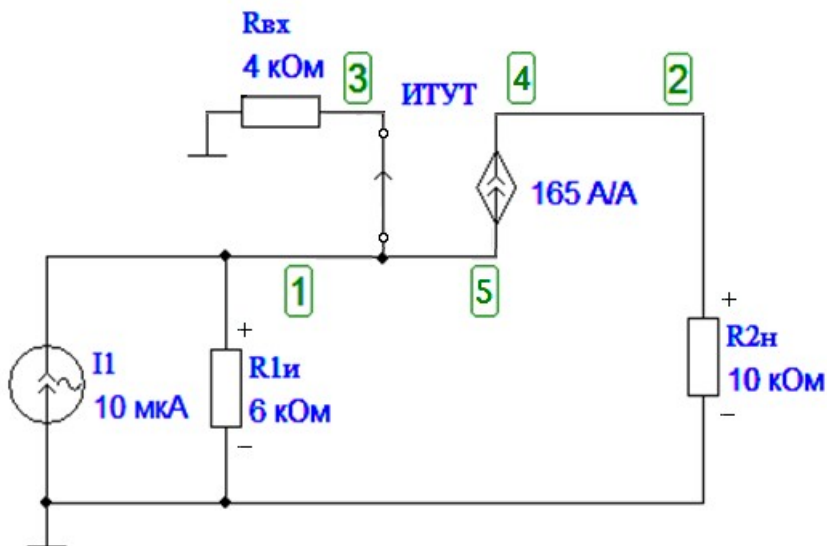 Rвх
4 кОм
3
ИТУТ
4
2
165 А/А
1
5
+
+
I1
10 мкА
R1и
6 кОм
R2н
10 кОм
−
−